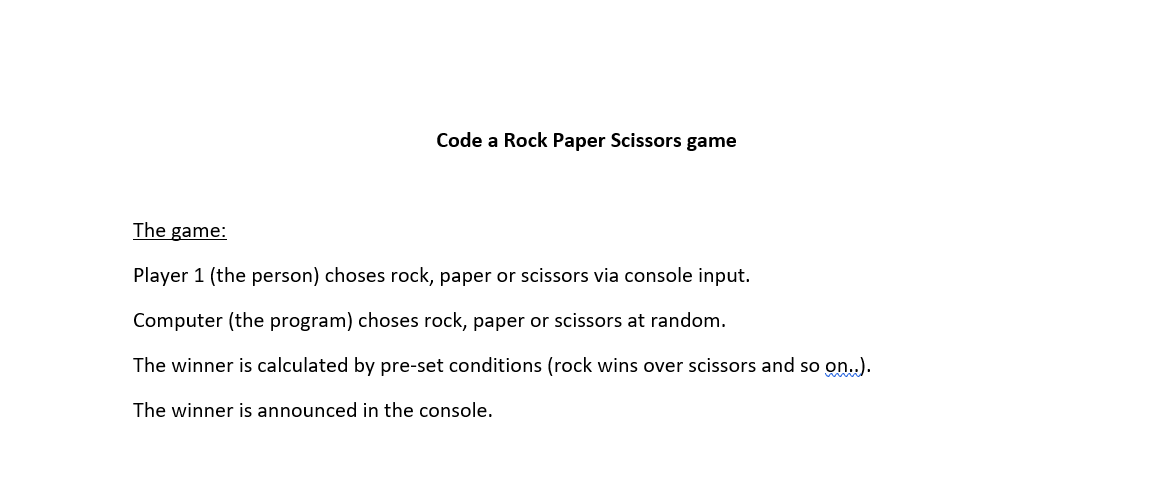 Code a Rock Paper Scissors game
The game:
Player 1 (the person) choses rock, paper or scissors via console input.
Computer (the program) choses rock, paper or scissors at random.
The winner is calculated by pre-set conditions (rock wins over scissors and so on..).
The winner is announced in the console.